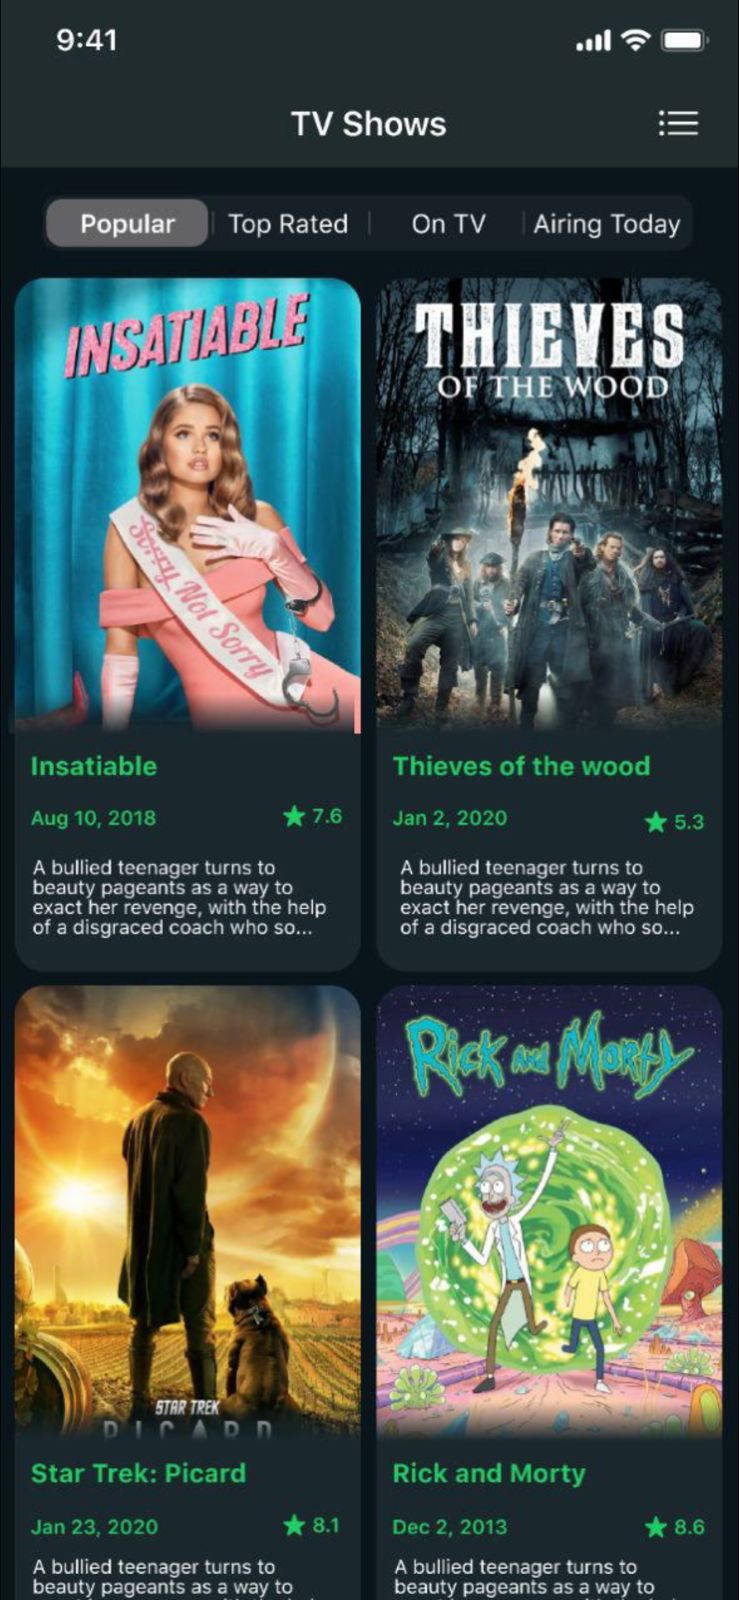 9:41
TV Shows
Popular
Top Rated
On TV
Airing Today
INSATIABLE
Sorry Not Sorry
THIEVES
OF THE WOOD
Insatiable
Aug 10, 2018
7.6
A bullied teenager turns to
beauty pageants as a way to
exact her revenge, with the help
of a disgraced coach who so...
Thieves of the wood
Jan 2, 2020
5.3
A bullied teenager turns to
beauty pageants as a way to
exact her revenge, with the help
of a disgraced coach who so...
STAR TREK
PICARD
RICK AND MORTY
Star Trek: Picard
Jan 23, 2020
8.1
A bullied teenager turns to
beauty pageants as a way to
Rick and Morty
Dec 2, 2013
8.6
A bullied teenager turns to
beauty pageants as a way to